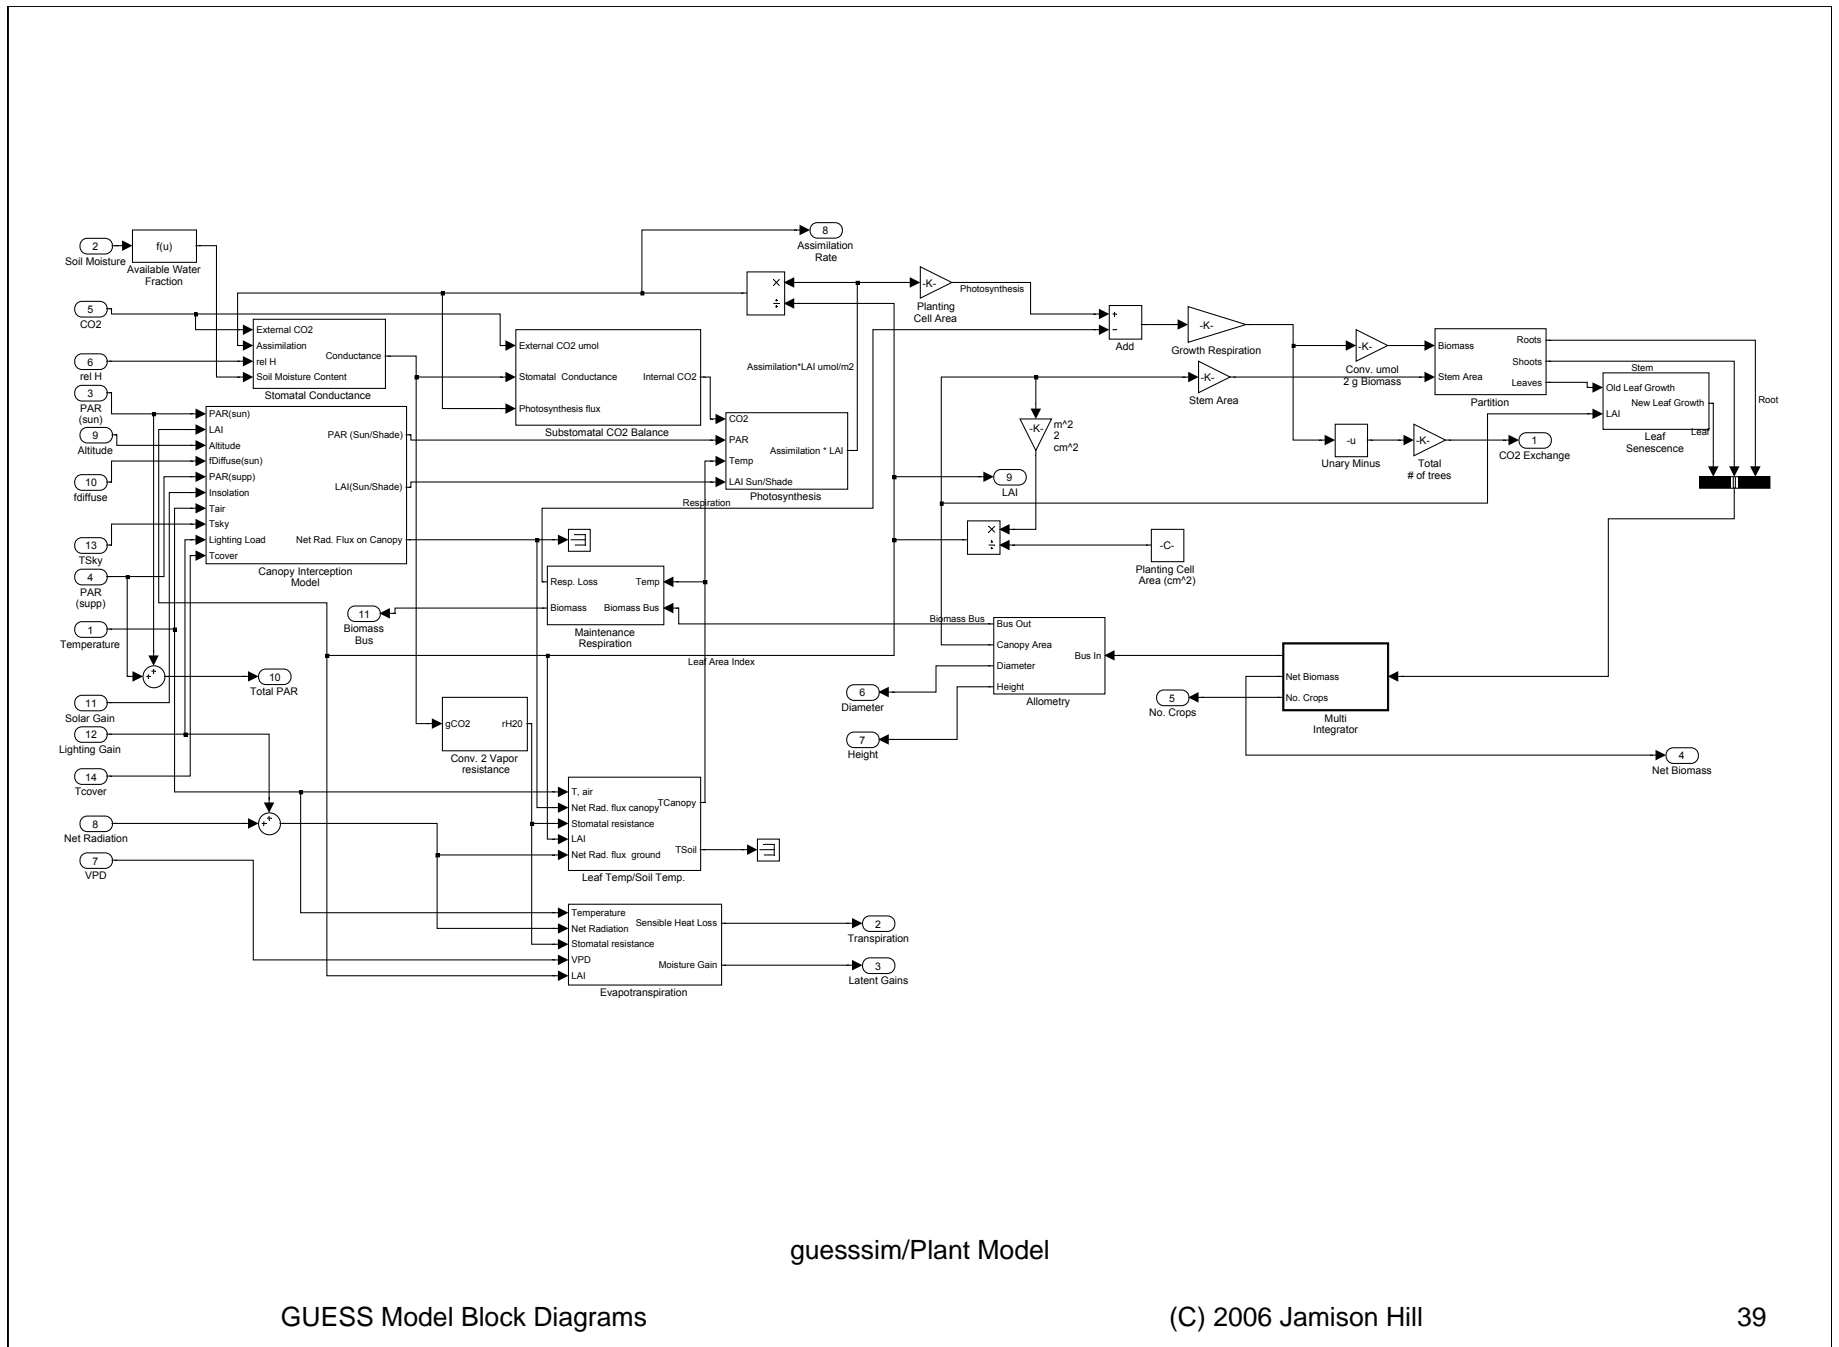 2
Soil Moisture
f(u)
Available Water
Fraction
5
CO2
6
rel H
3
PAR
(sun)
9
Altitude
10
fdiffuse
13
TSky
4
PAR
(supp)
1
Temperature
11
Solar Gain
12
Lighting Gain
14
Tcover
8
Net Radiation
7
VPD
External CO2
Assimilation
rel H
Soil Moisture Content
Conductance
Stomatal Conductance
PAR(sun)
LAI
Altitude
fDiffuse(sun)
PAR(supp)
Insolation
Tair
Tsky
Lighting Load
Tcover
PAR (Sun/Shade)
LAI(Sun/Shade)
Net Rad. Flux on Canopy
Canopy Interception
Model
11
Biomass
Bus
+
+
10
Total PAR
+
+
External CO2 umol
Stomatal Conductance
Photosynthesis flux
Internal CO2
Substomatal CO2 Balance
8
Assimilation
Rate
×
÷
CO2
PAR
Temp
LAI Sun/Shade
Assimilation * LAI
Photosynthesis
Assimilation*LAI umol/m2
Respiration
Resp. Loss
Biomass
Temp
Biomass Bus
Maintenance
Respiration
Leaf Area Index
gCO2
rH20
Conv. 2 Vapor
resistance
T, air
Net Rad. flux canopy
Stomatal resistance
LAI
Net Rad. flux ground
TCanopy
TSoil
Leaf Temp/Soil Temp.
Temperature
Net Radiation
Stomatal resistance
VPD
LAI
Sensible Heat Loss
Moisture Gain
Evapotranspiration
2
Transpiration
3
Latent Gains
-K-
Planting
Cell Area
Photosynthesis
+
−
Add
-K-
Growth Respiration
-K-
Stem Area
-K-
m^2
2
cm^2
9
LAI
×
÷
-C-
Planting Cell
Area (cm^2)
Biomass Bus
Bus Out
Canopy Area
Diameter
Height
Bus In
Allometry
6
Diameter
7
Height
-K-
Conv. umol
2 g Biomass
Biomass
Stem Area
Roots
Shoots
Leaves
Partition
-u
Unary Minus
-K-
Total
# of trees
1
CO2 Exchange
Stem
Old Leaf Growth
New Leaf Growth
LAI
Leaf
Senescence
Leaf
Root
Net Biomass
No. Crops
Multi
Integrator
5
No. Crops
4
Net Biomass
guesssim/Plant Model
GUESS Model Block Diagrams
(C) 2006 Jamison Hill
39